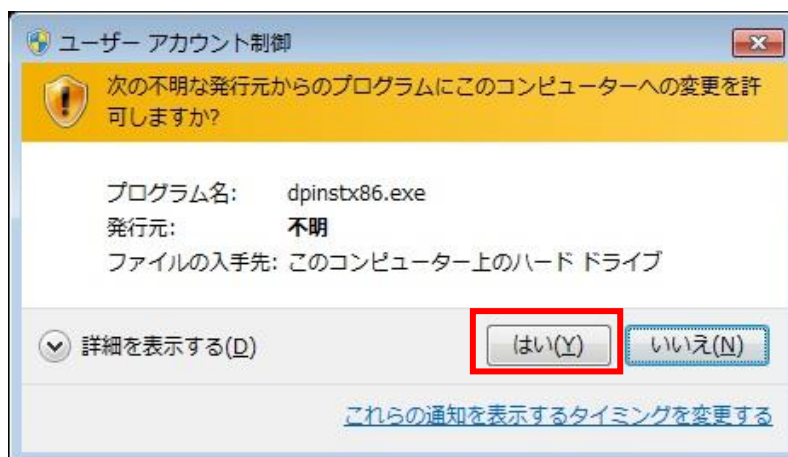 ユーザー アカウント制御
次の不明な発行元からのプログラムにこのコンピューターへの変更を許
可しますか?
プログラム名: dpinstx86.exe
発行元: 不明
ファイルの入手先: このコンピューター上のハード ドライブ
詳細を表示する(D) はい(Y) いいえ(N)
これらの通知を表示するタイミングを変更する